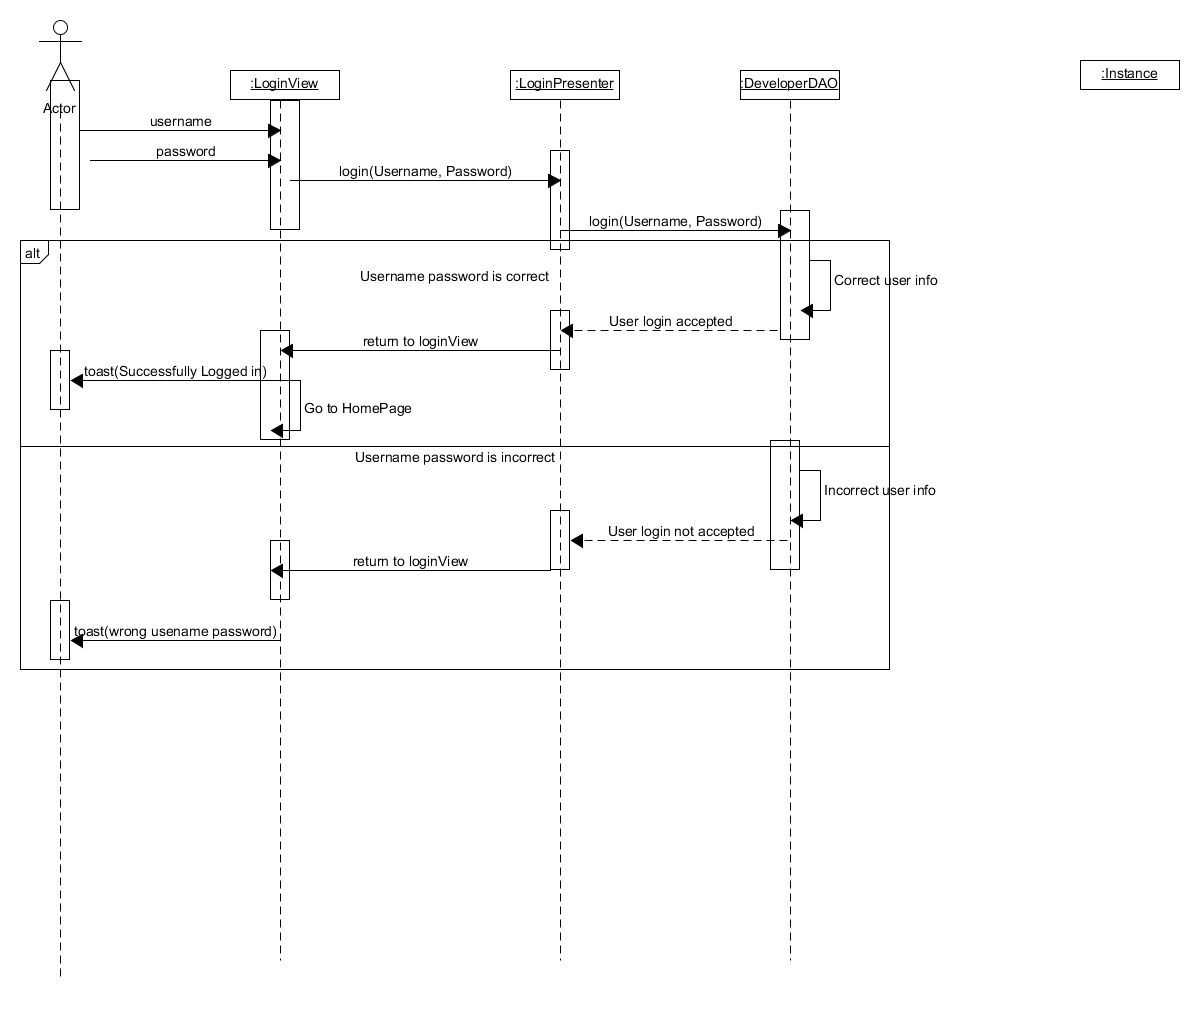 :Instance
:LoginView
:LoginPresenter
:DeveloperDAO
Actor
username
password
login(Username, Password)
login(Username, Password)
alt
Username password is correct
Correct user info
User login accepted
return to loginView
toast(Successfully Logged in)
Go to HomePage
Username password is incorrect
Incorrect user info
User login not accepted
return to loginView
toast(wrong usename password)